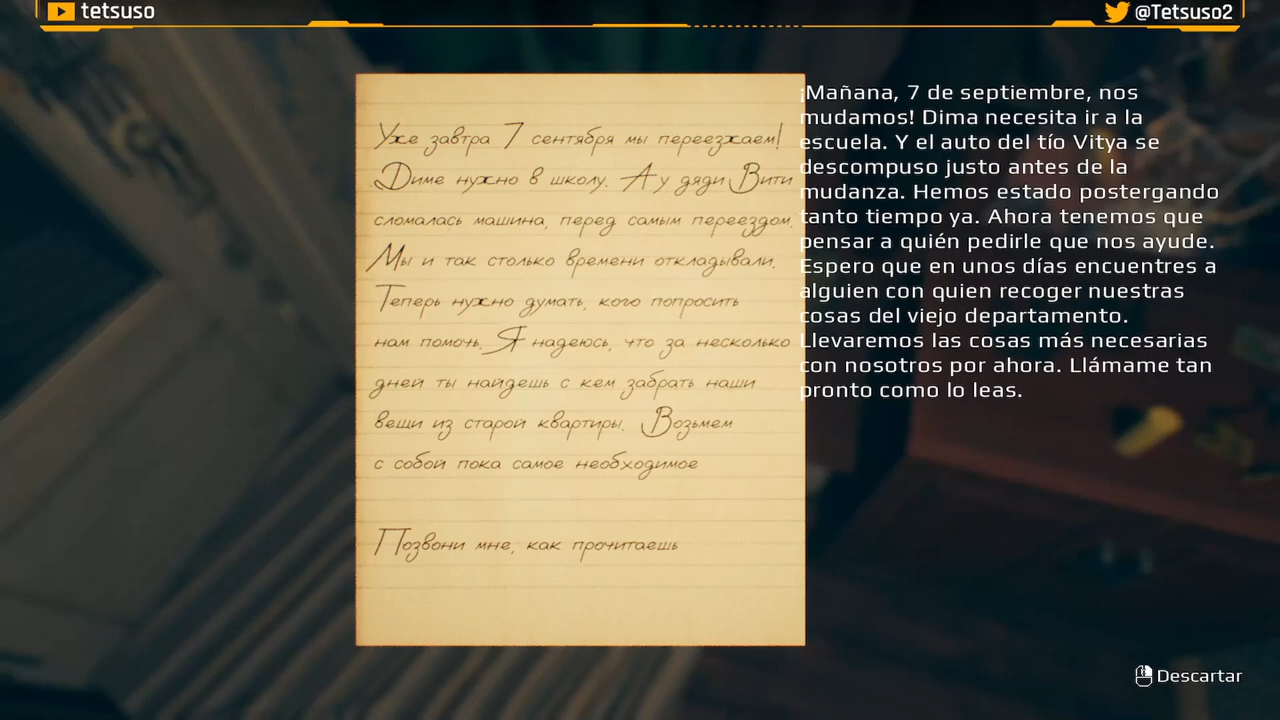 tetsuso
@Tetsuso2
Уже завтра 7 сентября мы переезжаем!
Диме нужно в школу. А у дяди Вити
сломалась машина, перед самым переездом.
Мы и так столько времени откладывали.
Теперь нужно думать, кого попросить
нам помочь. Я надеюсь, что за несколько
дней ты найдешь с кем забрать наши
вещи из старой квартиры. Возьмем
с собой пока самое необходимое
Позвони мне, как прочитаешь
¡Mañana, 7 de septiembre, nos
mudamos! Dima necesita ir a la
escuela. Y el auto del tío Vitya se
descompuso justo antes de la
mudanza. Hemos estado postergando
tanto tiempo ya. Ahora tenemos que
pensar a quién pedirle que nos ayude.
Espero que en unos días encuentres a
alguien con quien recoger nuestras
cosas del viejo departamento.
Llevaremos las cosas más necesarias
con nosotros por ahora. Llámame tan
pronto como lo leas.
Descartar